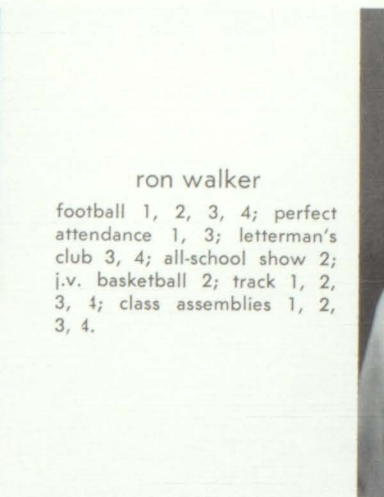 ron walker
football 1, 2, 3, 4; perfect
attendance 1, 3; letterman's
club 3, 4; all-school show 2;
j.v. basketball 2; track 1, 2,
3, 4; class assemblies 1, 2,
3, 4.